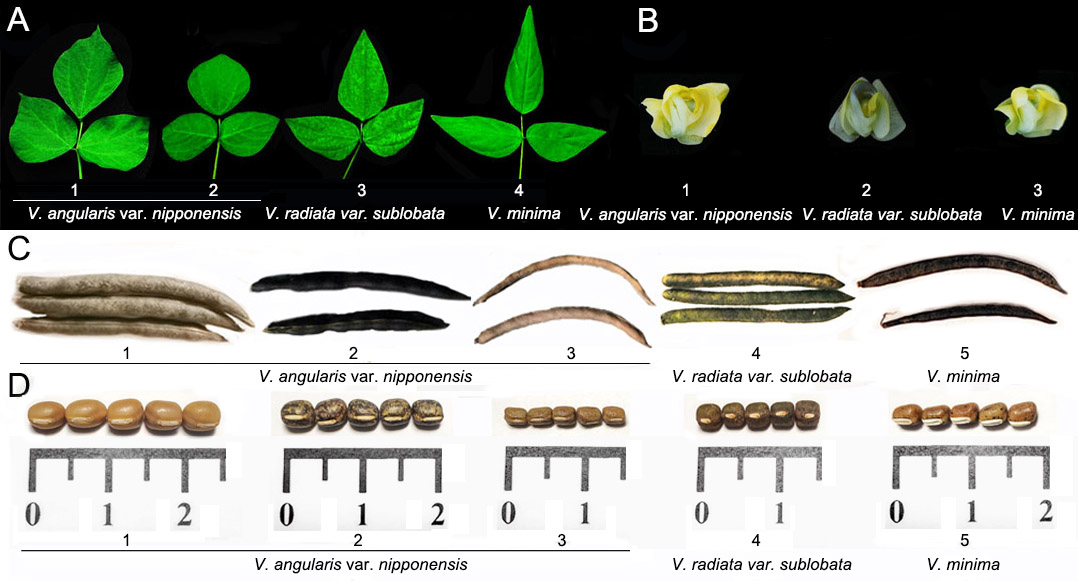 A
B
1 2 3 4 1 2 3
V. angularis var. nipponensis V. radiata var. sublobata V. minima V. angularis var. nipponensis V. radiata var. sublobata V. minima
C
1 2 3 4 5
V. angularis var. nipponensis V. radiata var. sublobata V. minima
D
0 1 2 0 1 2 0 1 0 1 0 1 2
1 2 3 4 5
V. angularis var. nipponensis V. radiata var. sublobata V. minima